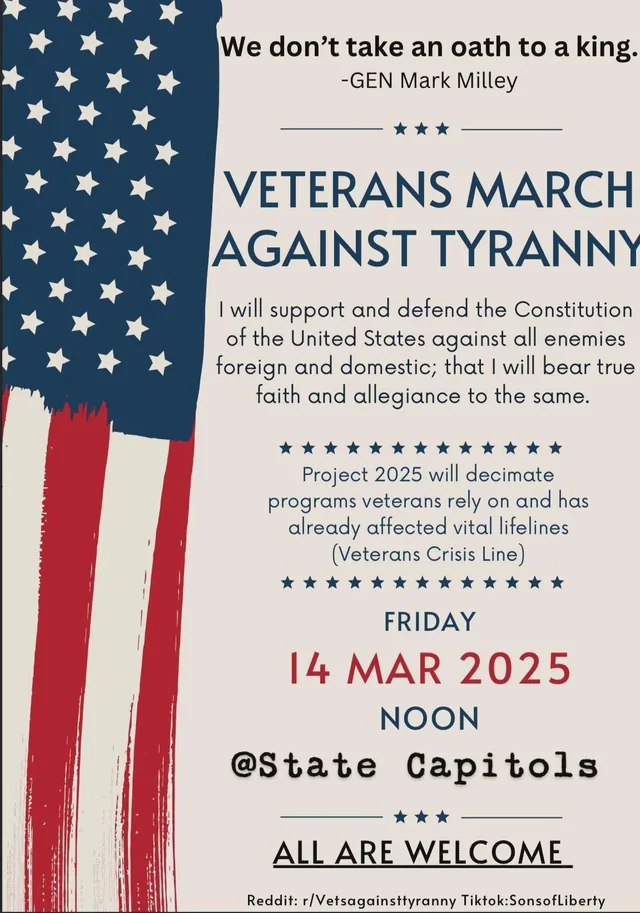 We don’t take an oath to a king.
-GEN Mark Milley
VETERANS MARCH
AGAINST TYRANNY
I will support and defend the Constitution
of the United States against all enemies
foreign and domestic; that I will bear true
faith and allegiance to the same.
Project 2025 will decimate
programs veterans rely on and has
already affected vital lifelines
(Veterans Crisis Line)
FRIDAY
14 MAR 2025
NOON
@State Capitols
ALL ARE WELCOME
Reddit: r/Vetsagainsttyranny Tiktok:SonsofLiberty